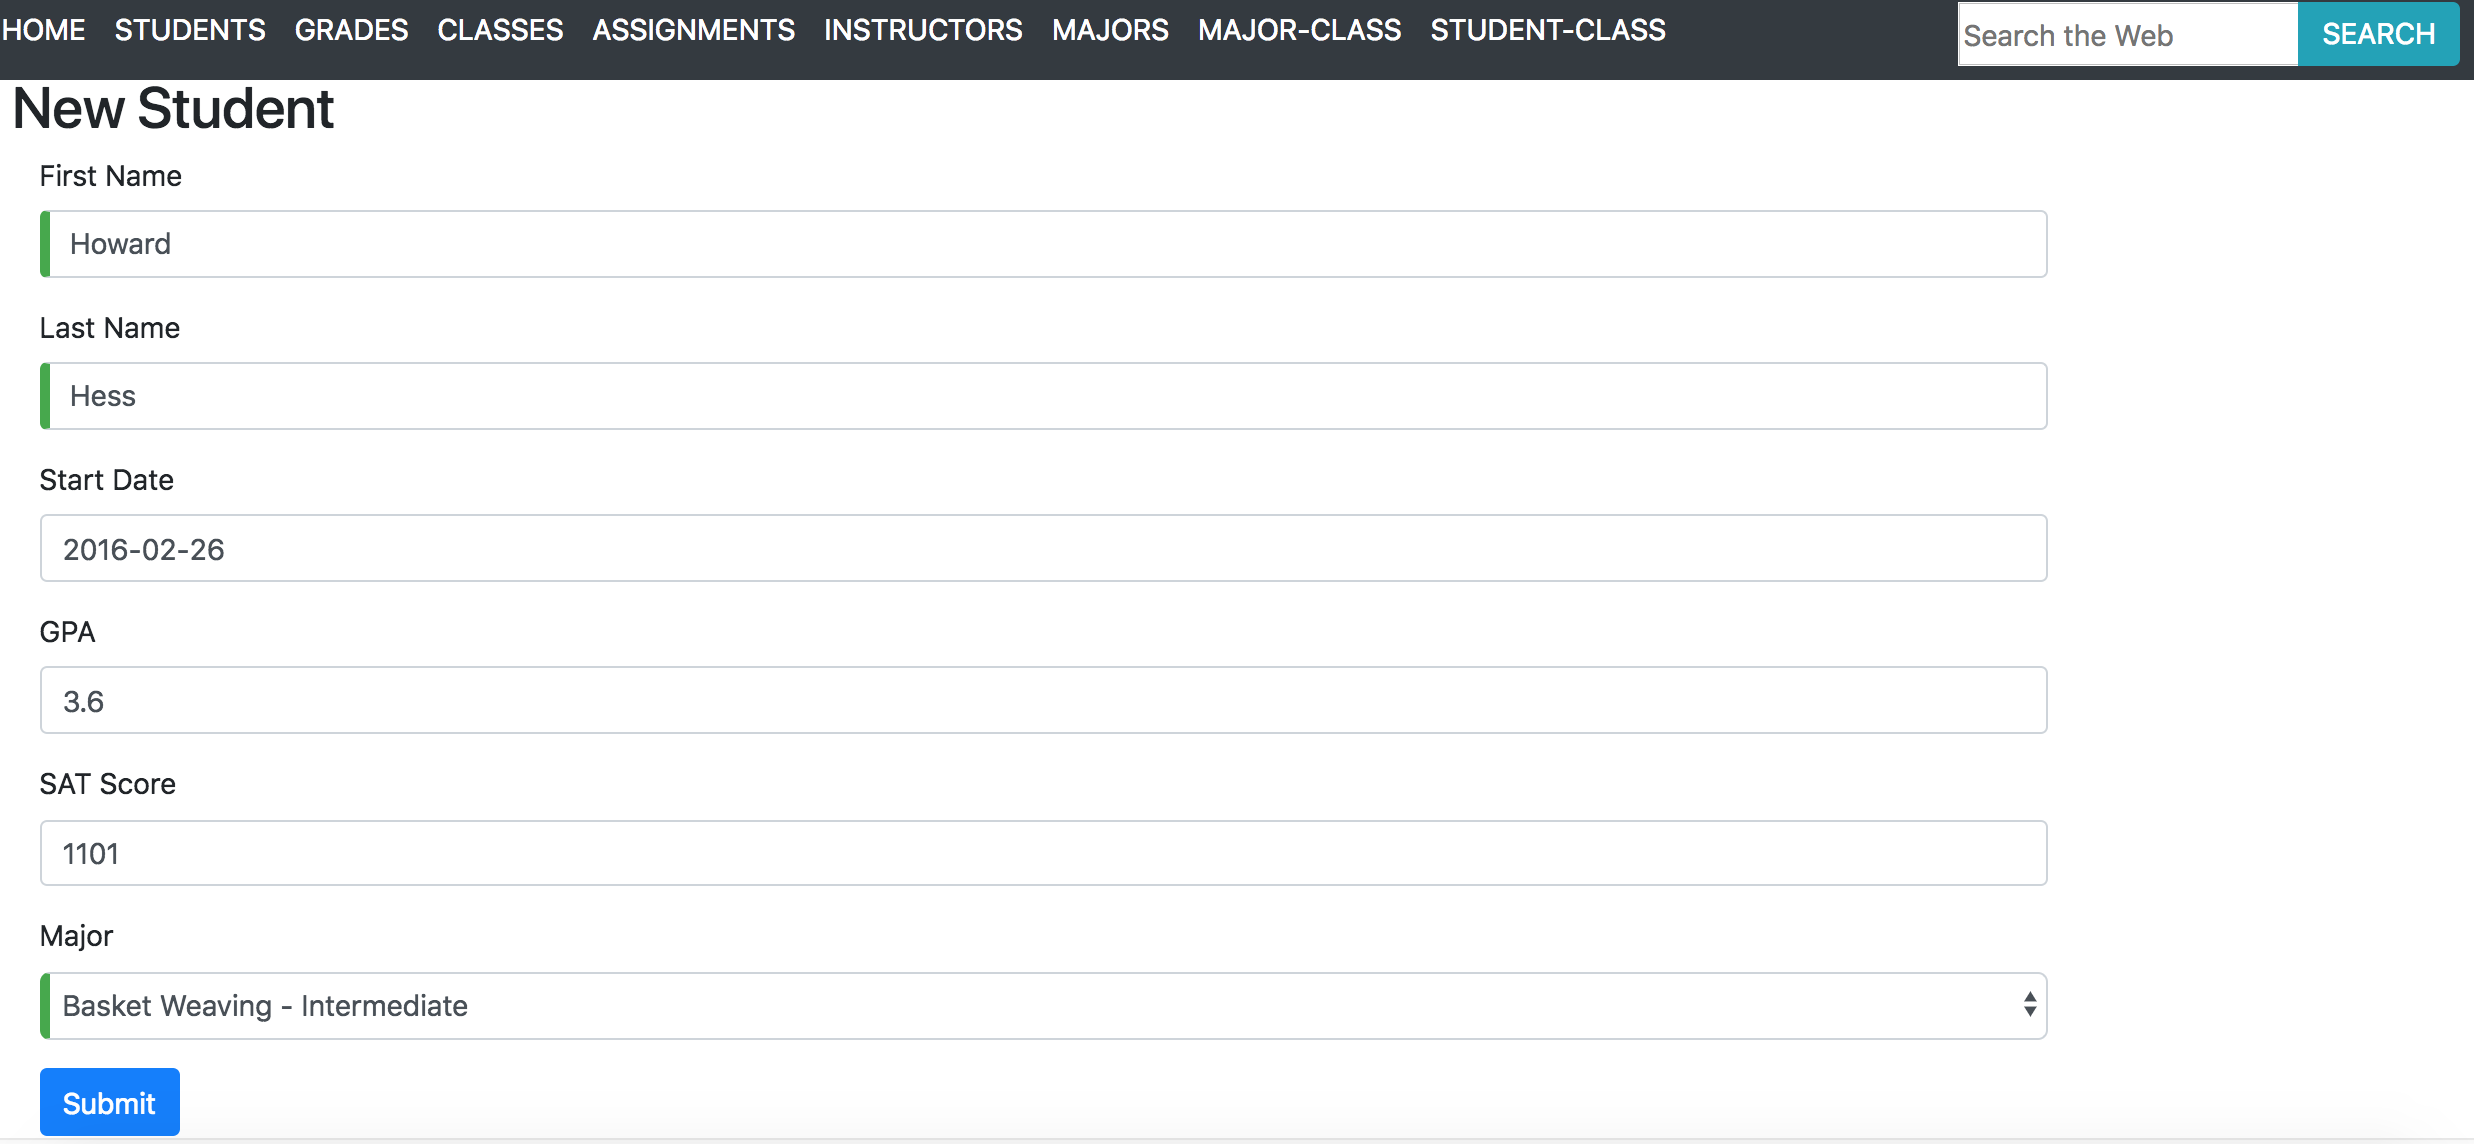 HOME STUDENTS GRADES CLASSES ASSIGNMENTS INSTRUCTORS MAJORS MAJOR-CLASS STUDENT-CLASS Search the Web SEARCH
New Student
First Name
Howard
Last Name
Hess
Start Date
2016-02-26
GPA
3.6
SAT Score
1101
Major
Basket Weaving - Intermediate
Submit